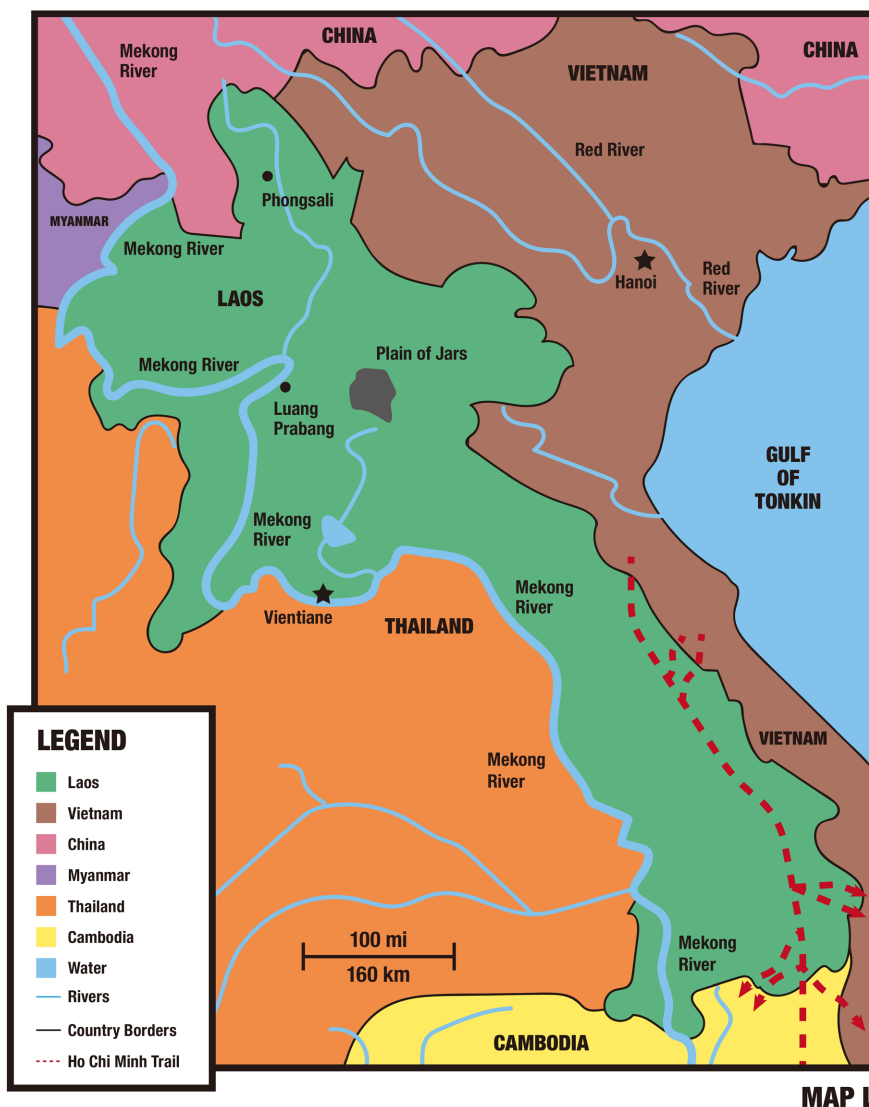 CHINA
CHINA
Mekong
River
VIETNAM
Red River
Phongsali
MYANMAR
Mekong River
Hanoi
Red
River
LAOS
Plain of Jars
Mekong River
Luang
Prabang
GULF
OF
TONKIN
Mekong
River
Mekong
River
Vientiane
THAILAND
VIETNAM
Mekong
River
LEGEND
Laos
Vietnam
China
Myanmar
Thailand
Cambodia
Water
Rivers
Country Borders
Ho Chi Minh Trail
100 mi
160 km
Mekong
River
CAMBODIA
MAP L